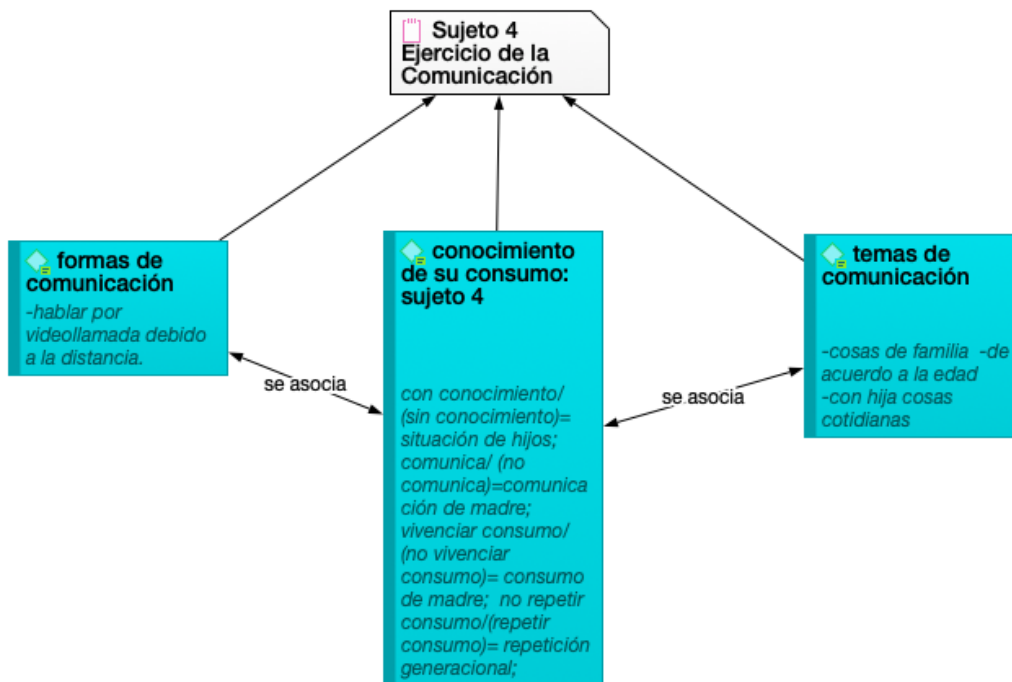 Sujeto 4
Ejercicio de la
Comunicación
formas de
comunicación
-hablar por
videollamada debido
a la distancia.
se asocia
conocimiento
de su consumo:
sujeto 4
con conocimiento/
(sin conocimiento)=
situación de hijos;
comunica/ (no
comunica)=comunica
ción de madre;
vivenciar consumo/
(no vivenciar
consumo)= consumo
de madre;  no repetir
consumo/(repetir
consumo)= repetición
generacional;
se asocia
temas de
comunicación
-cosas de familia  -de
acuerdo a la edad
-con hija cosas
cotidianas